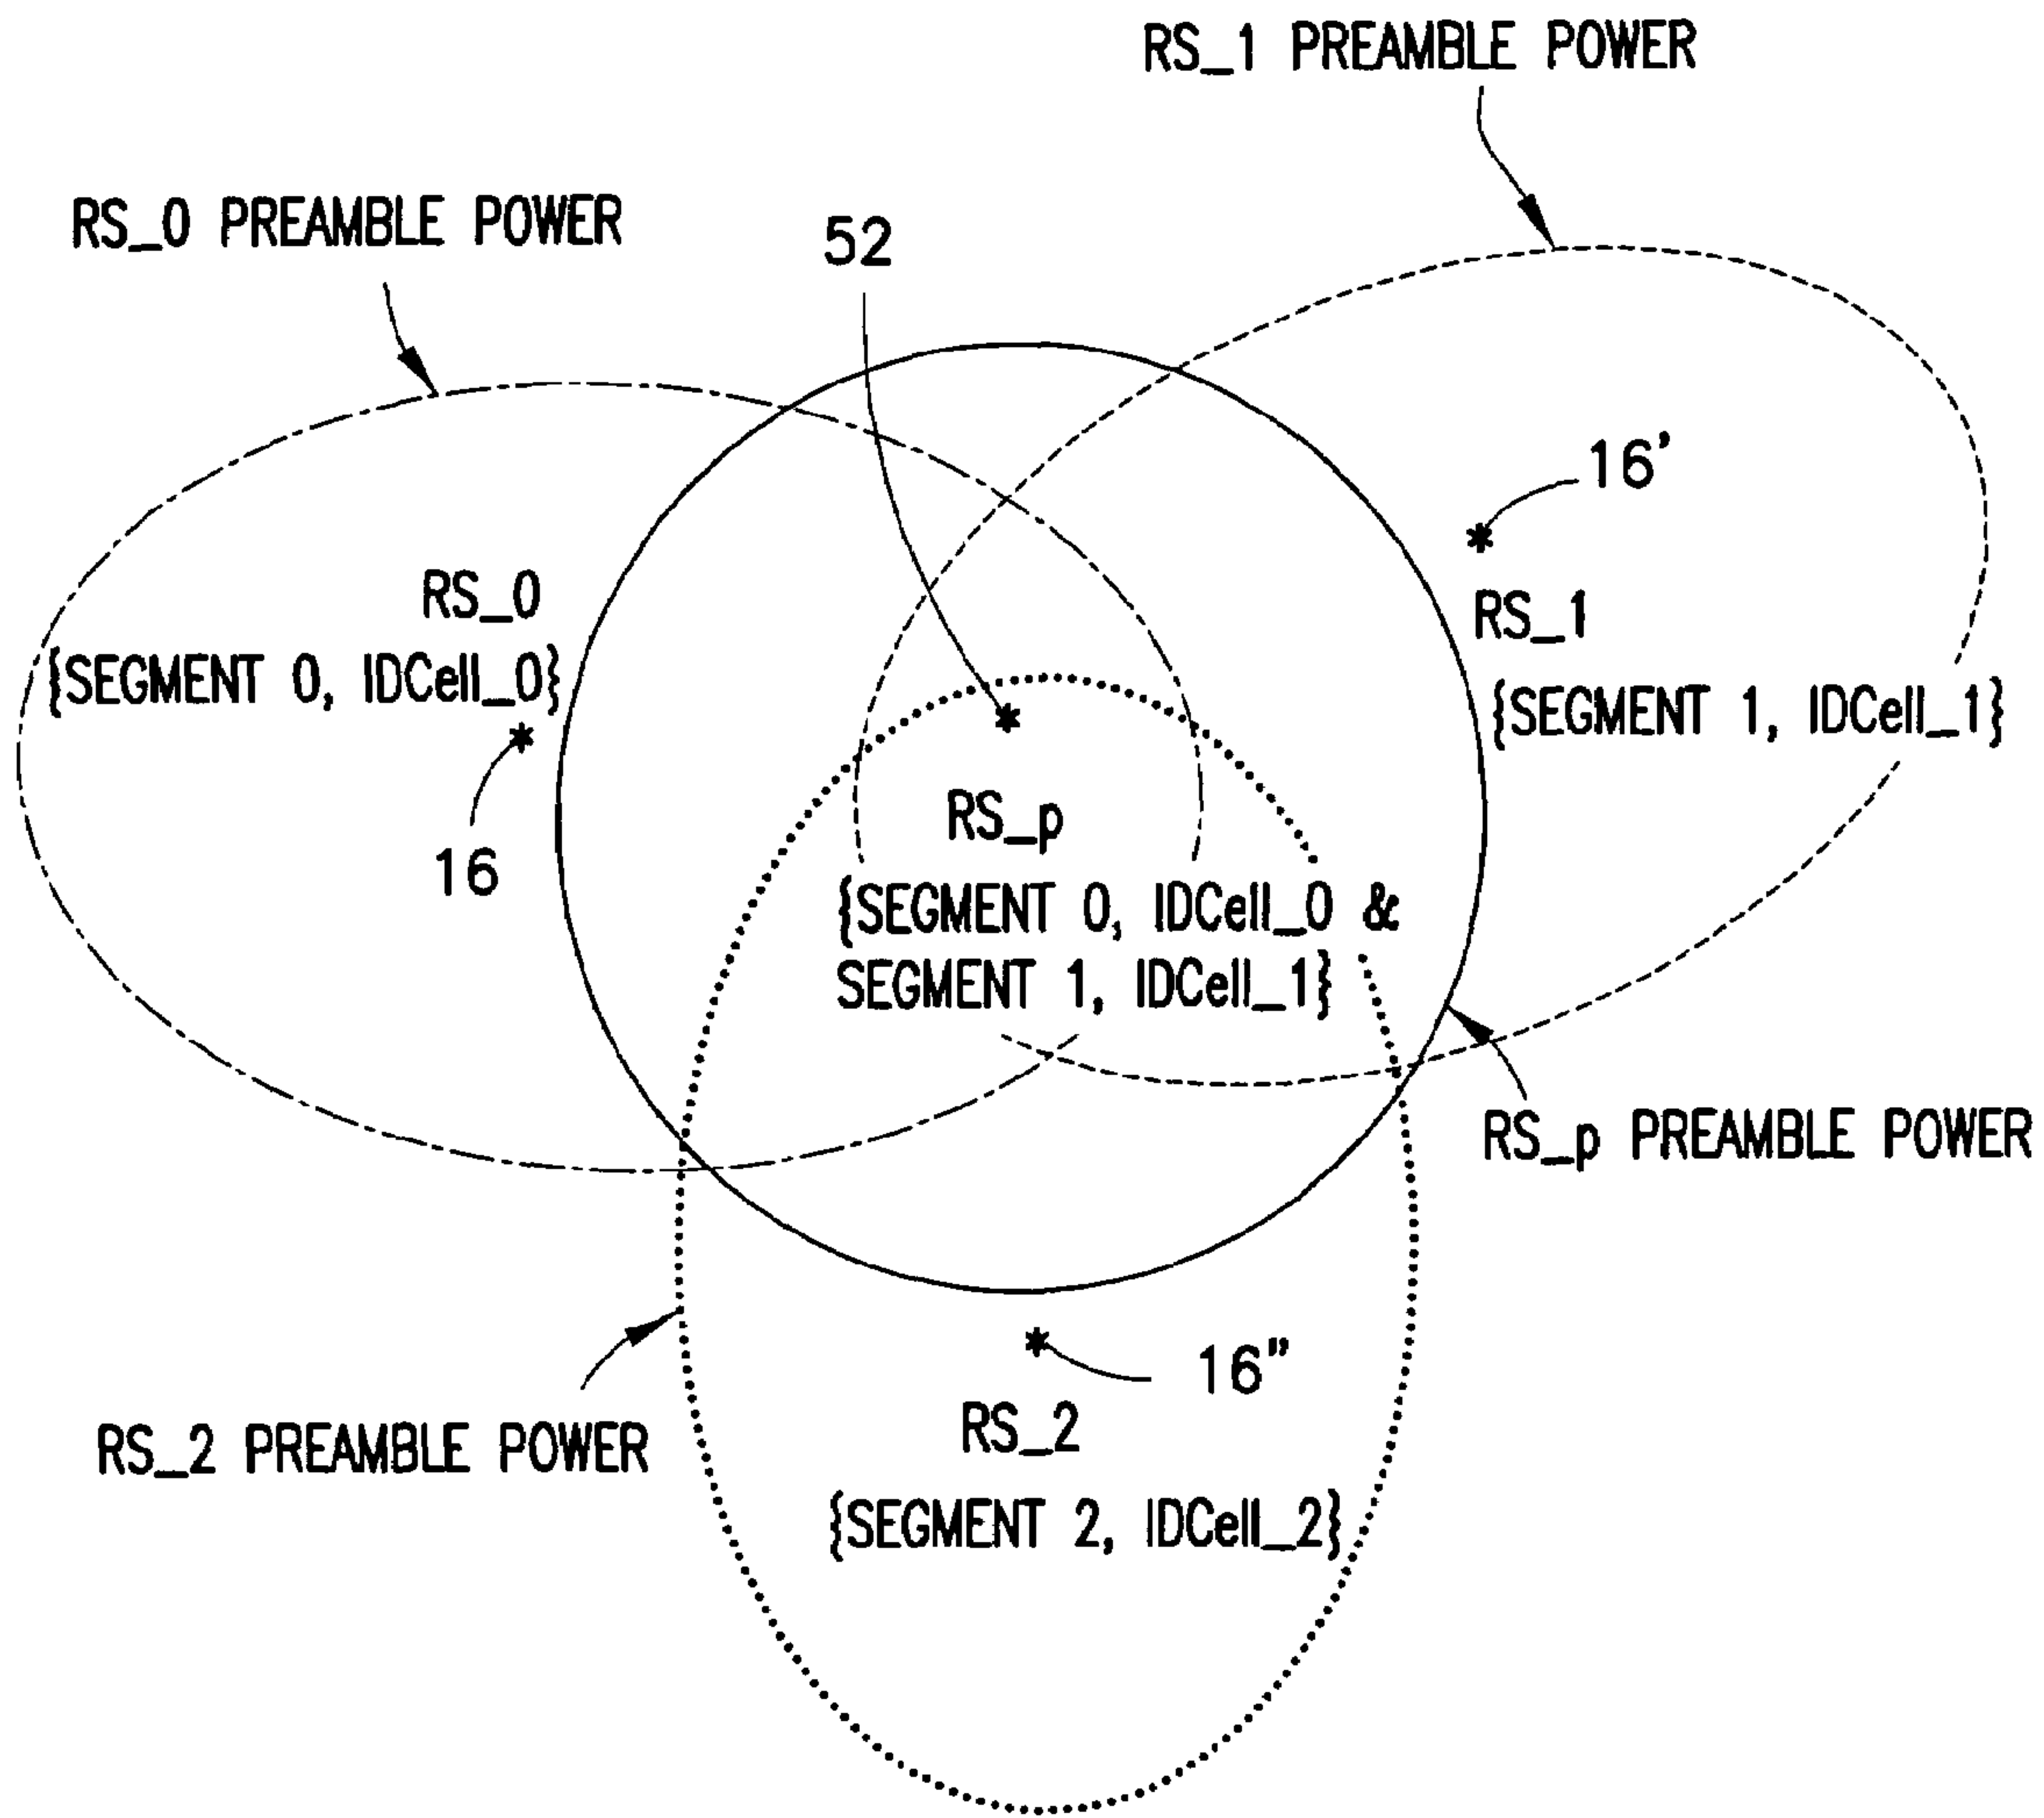 RS_1 PREAMBLE POWER
RS_0 PREAMBLE POWER
52
16'
RS_0
{SEGMENT 0, IDCell_0}
RS_1
{SEGMENT 1, IDCell_1}
16
RS_p
{SEGMENT 0, IDCell_0 &
SEGMENT 1, IDCell_1}
RS_p PREAMBLE POWER
16"
RS_2
RS_2 PREAMBLE POWER
{SEGMENT 2, IDCell_2}